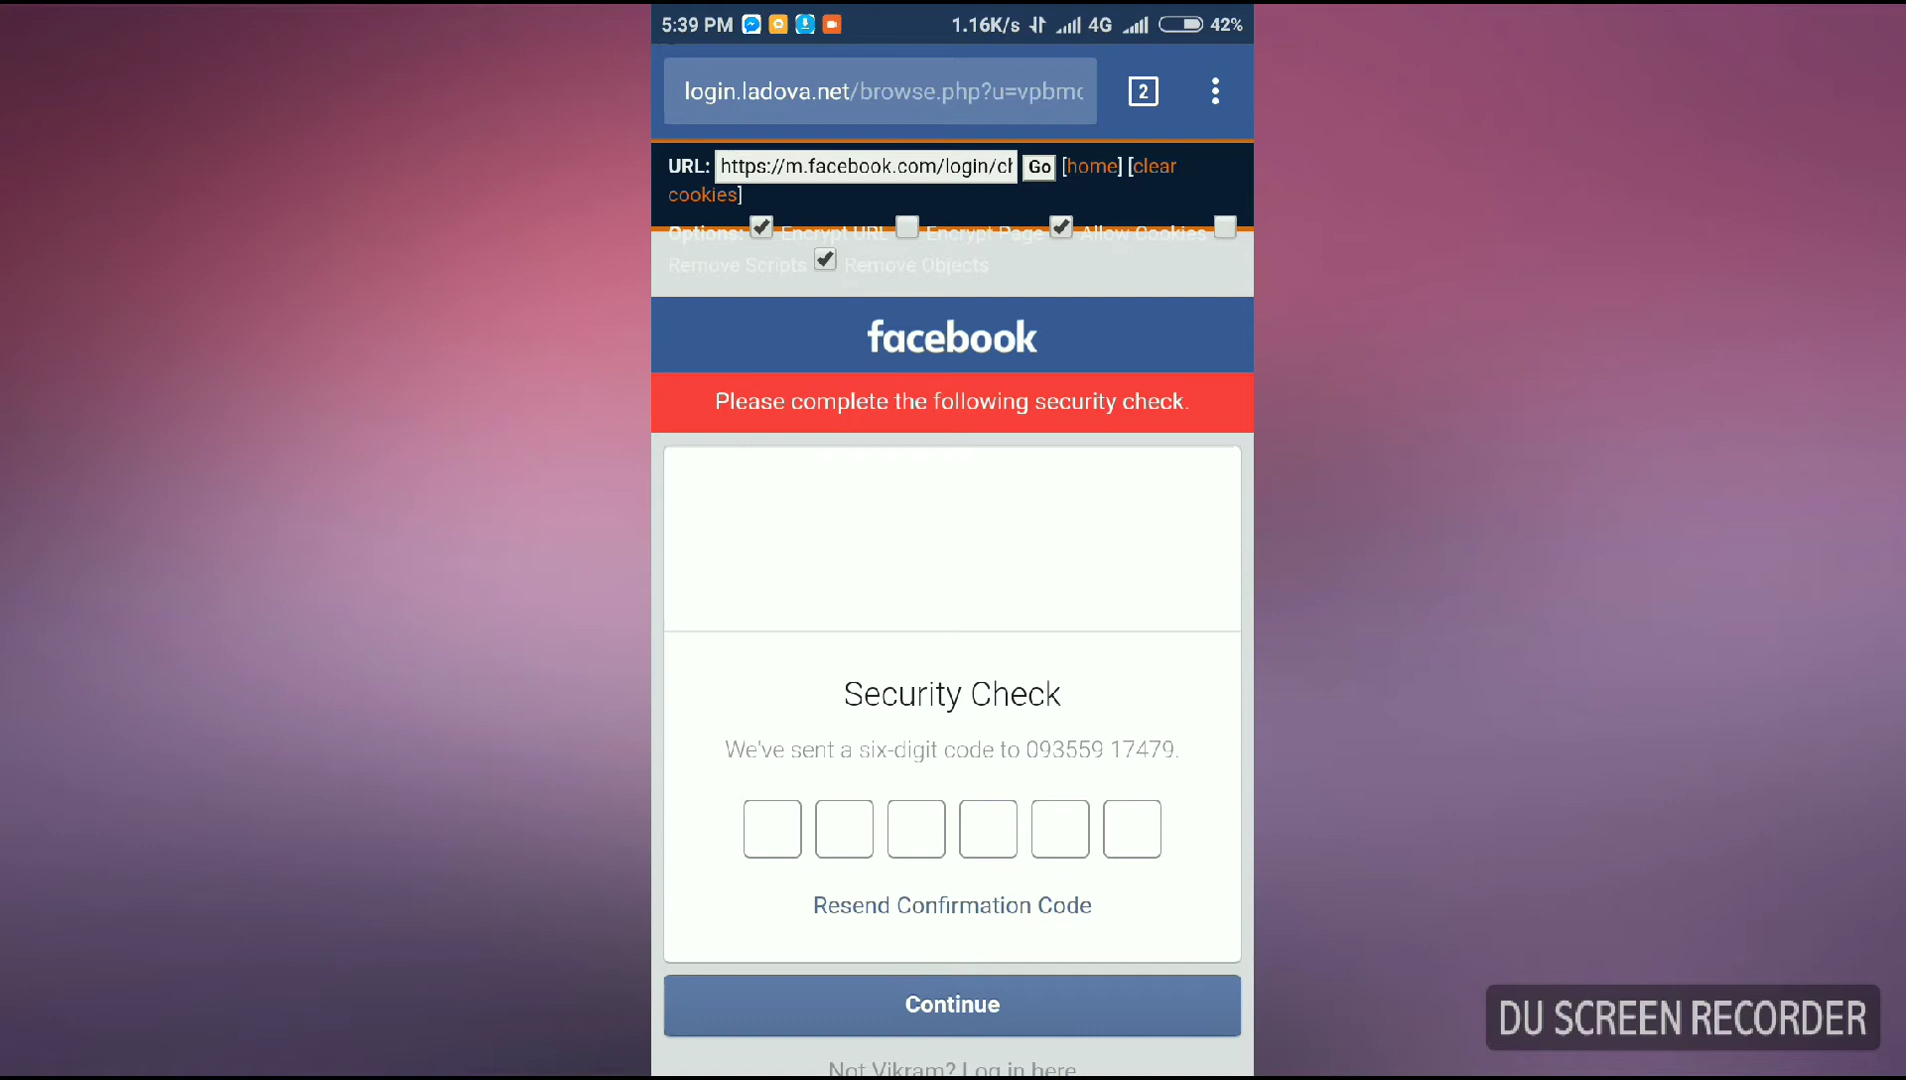 5:39 PM 1.16K/s 4G 42%
login.ladova.net/browse.php?u=vpbmc 2
URL: https://m.facebook.com/login/ch Go [home] [clear
cookies]
Options: Encrypt URL Encrypt Page Allow Cookies
Remove Scripts Remove Objects
facebook
Please complete the following security check.
Security Check
We've sent a six-digit code to 093559 17479.
Resend Confirmation Code
Continue
Not Vikram? Log in here
DU SCREEN RECORDER